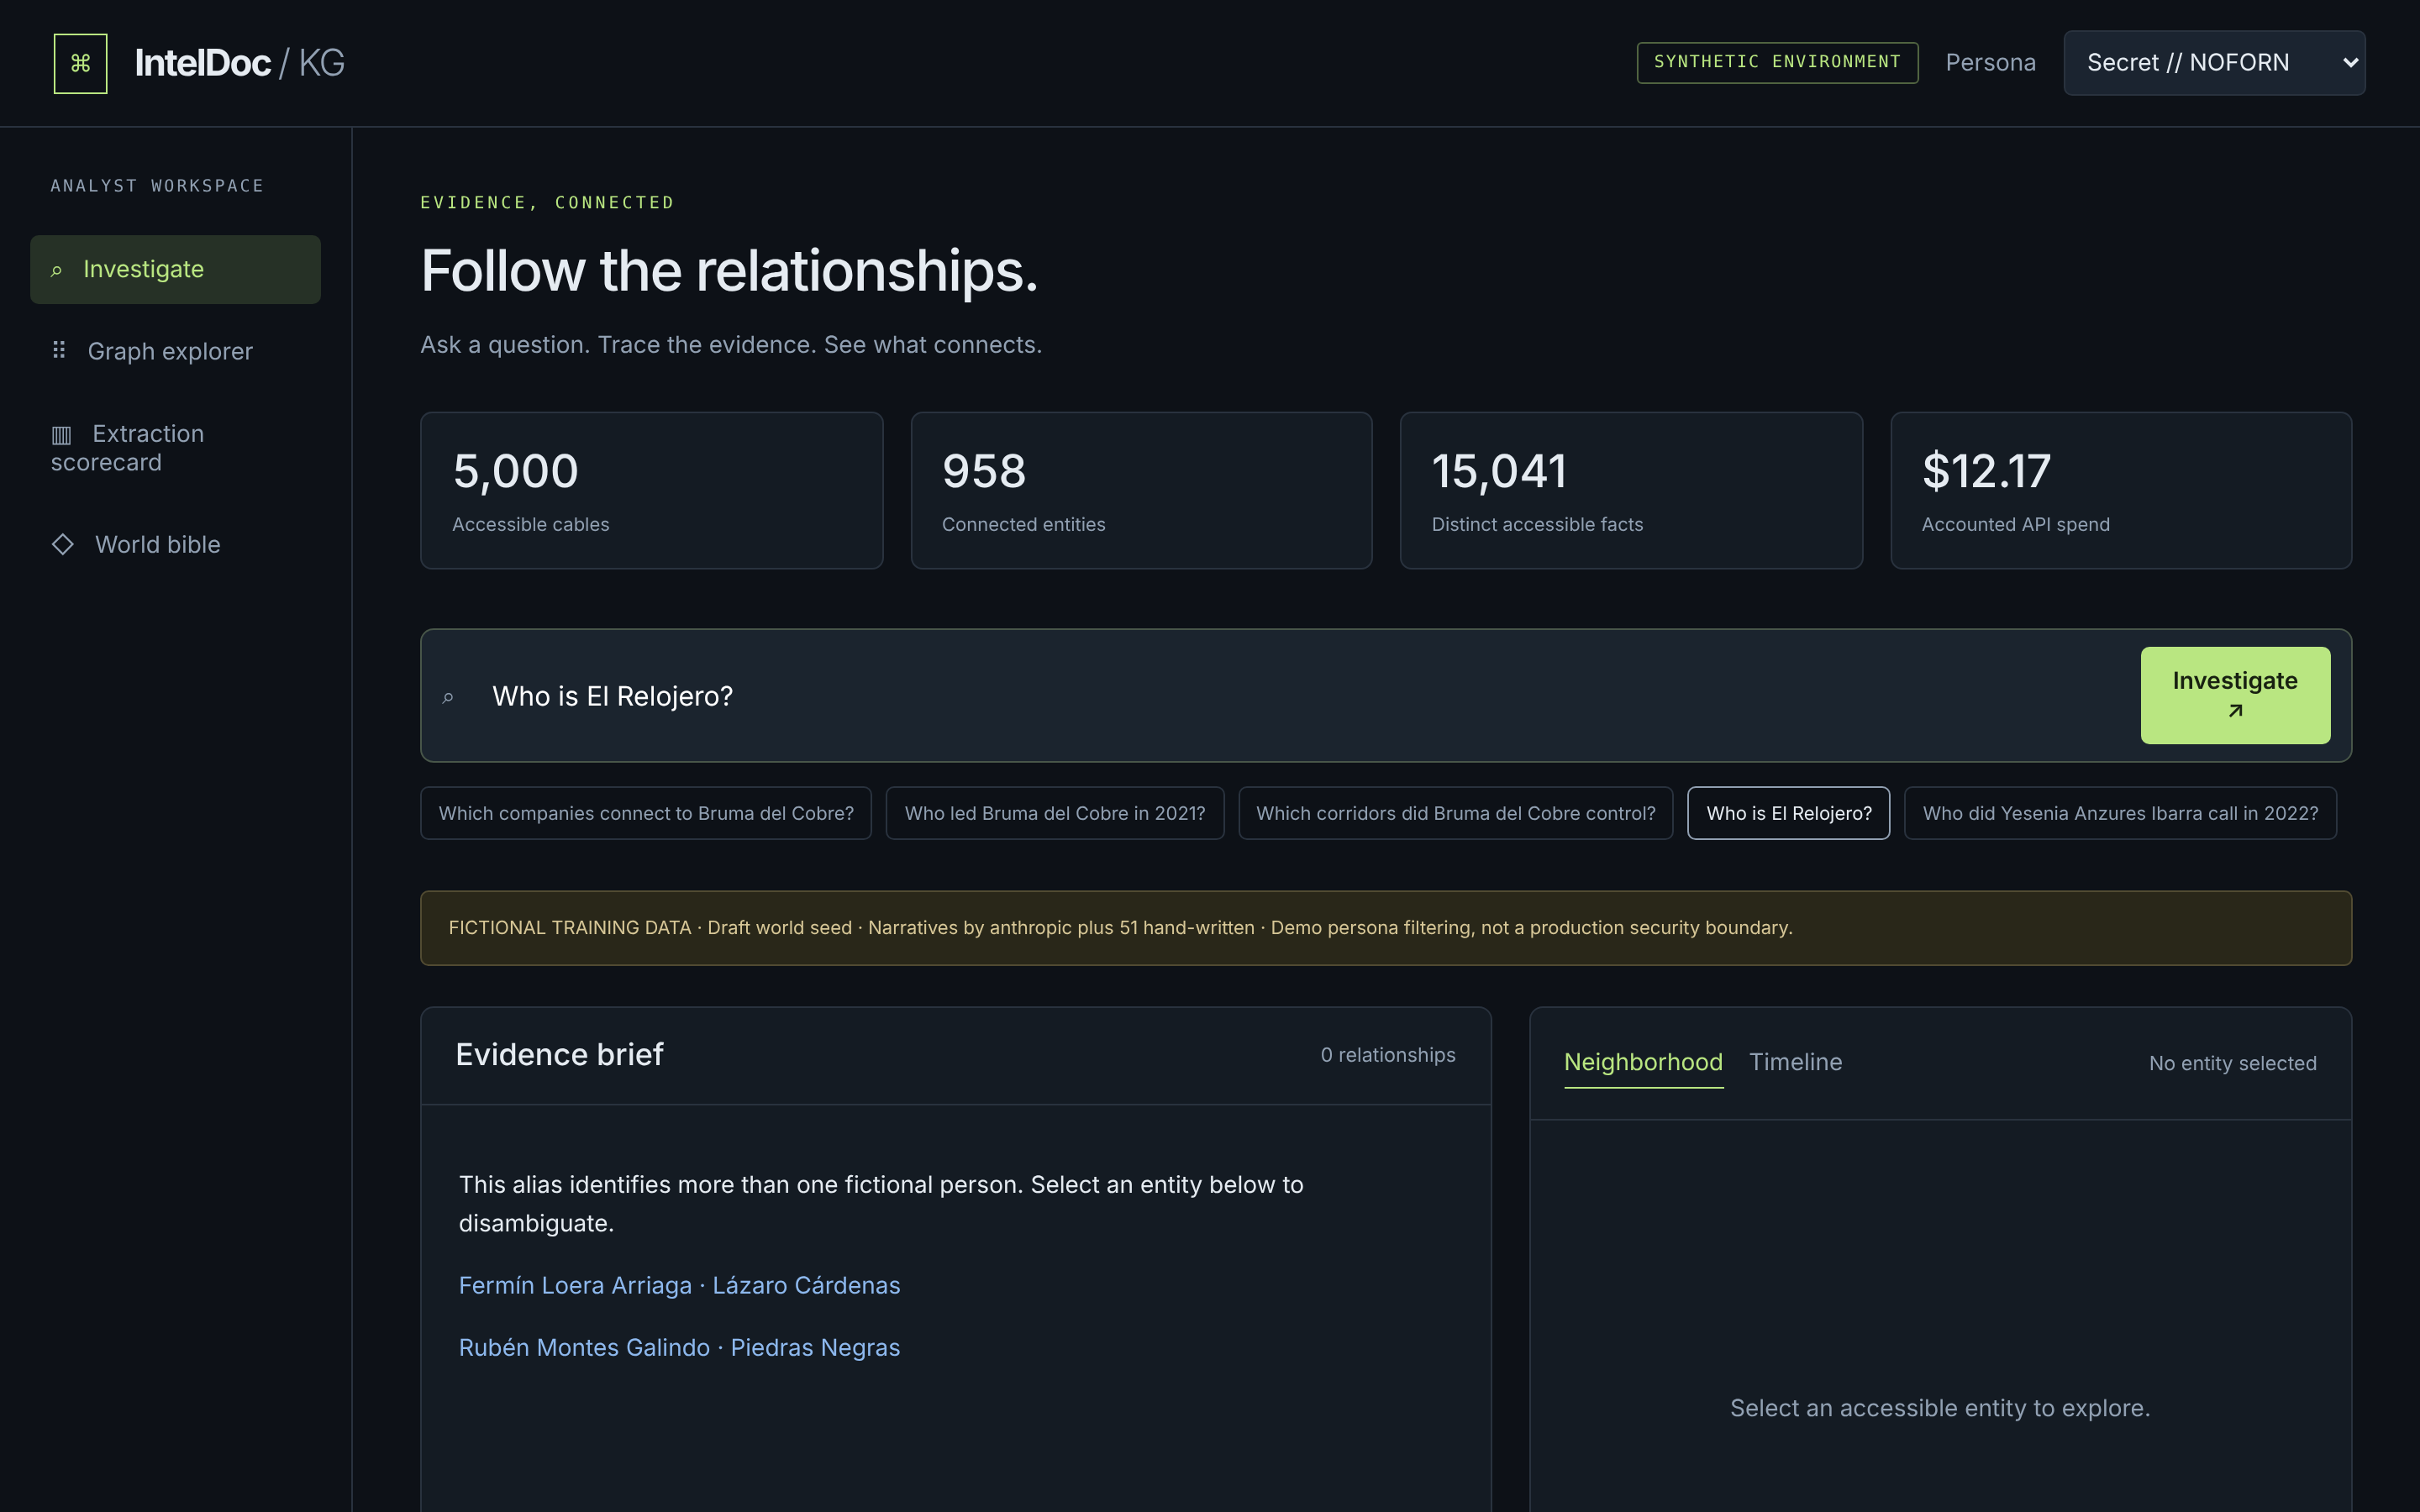 ⌘ IntelDoc / KG
SYNTHETIC ENVIRONMENT
Persona
Secret // NOFORN
ANALYST WORKSPACE
Investigate
Graph explorer
Extraction
scorecard
World bible
EVIDENCE, CONNECTED
Follow the relationships.
Ask a question. Trace the evidence. See what connects.
5,000
Accessible cables
958
Connected entities
15,041
Distinct accessible facts
$12.17
Accounted API spend
Who is El Relojero?
Investigate
↗
Which companies connect to Bruma del Cobre?
Who led Bruma del Cobre in 2021?
Which corridors did Bruma del Cobre control?
Who is El Relojero?
Who did Yesenia Anzures Ibarra call in 2022?
FICTIONAL TRAINING DATA · Draft world seed · Narratives by anthropic plus 51 hand-written · Demo persona filtering, not a production security boundary.
Evidence brief
0 relationships
This alias identifies more than one fictional person. Select an entity below to
disambiguate.
Fermín Loera Arriaga · Lázaro Cárdenas
Rubén Montes Galindo · Piedras Negras
Neighborhood
Timeline
No entity selected
Select an accessible entity to explore.